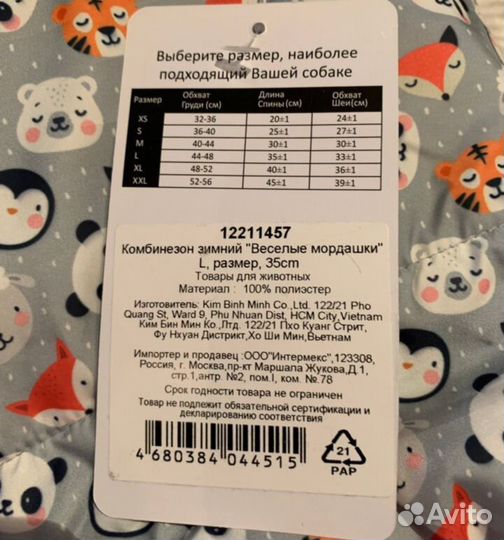 Выберите размер, наиболее
подходящий Вашей собаке
Размер Обхват Груди (см) Длина Спины (см) Обхват Шеи (см)
XS 32-36 20±1 24±1
S 36-40 25±1 27±1
M 40-44 30±1 30±1
L 44-48 35±1 33±1
XL 48-52 40±1 36±1
XXL 52-56 45±1 39±1
12211457
Комбинезон зимний "Веселые мордашки"
L, размер, 35cm
Товары для животных
Материал : 100% полиэстер
Изготовитель: Kim Binh Minh Co.,Ltd. 122/21 Pho
Quang St, Ward 9, Phu Nhuan Dist, HCM City,Vietnam
Ким Бин Мин Ко.,Лтд. 122/21 Пхо Куанг Стрит,
Фу Нхуан Дистрикт,Хо Ши Мин,Вьетнам
Импортер и продавец :ООО"Интермекс",123308,
Россия, г. Москва,пр-кт Маршала Жукова,Д.1,
стр.1,антр. №2, пом.I, ком. №78
Срок годности товара не ограничен
Товар не подлежит обязательной сертификации и
декларированию соответствия
4 680384 044515
21
PAP
Avito